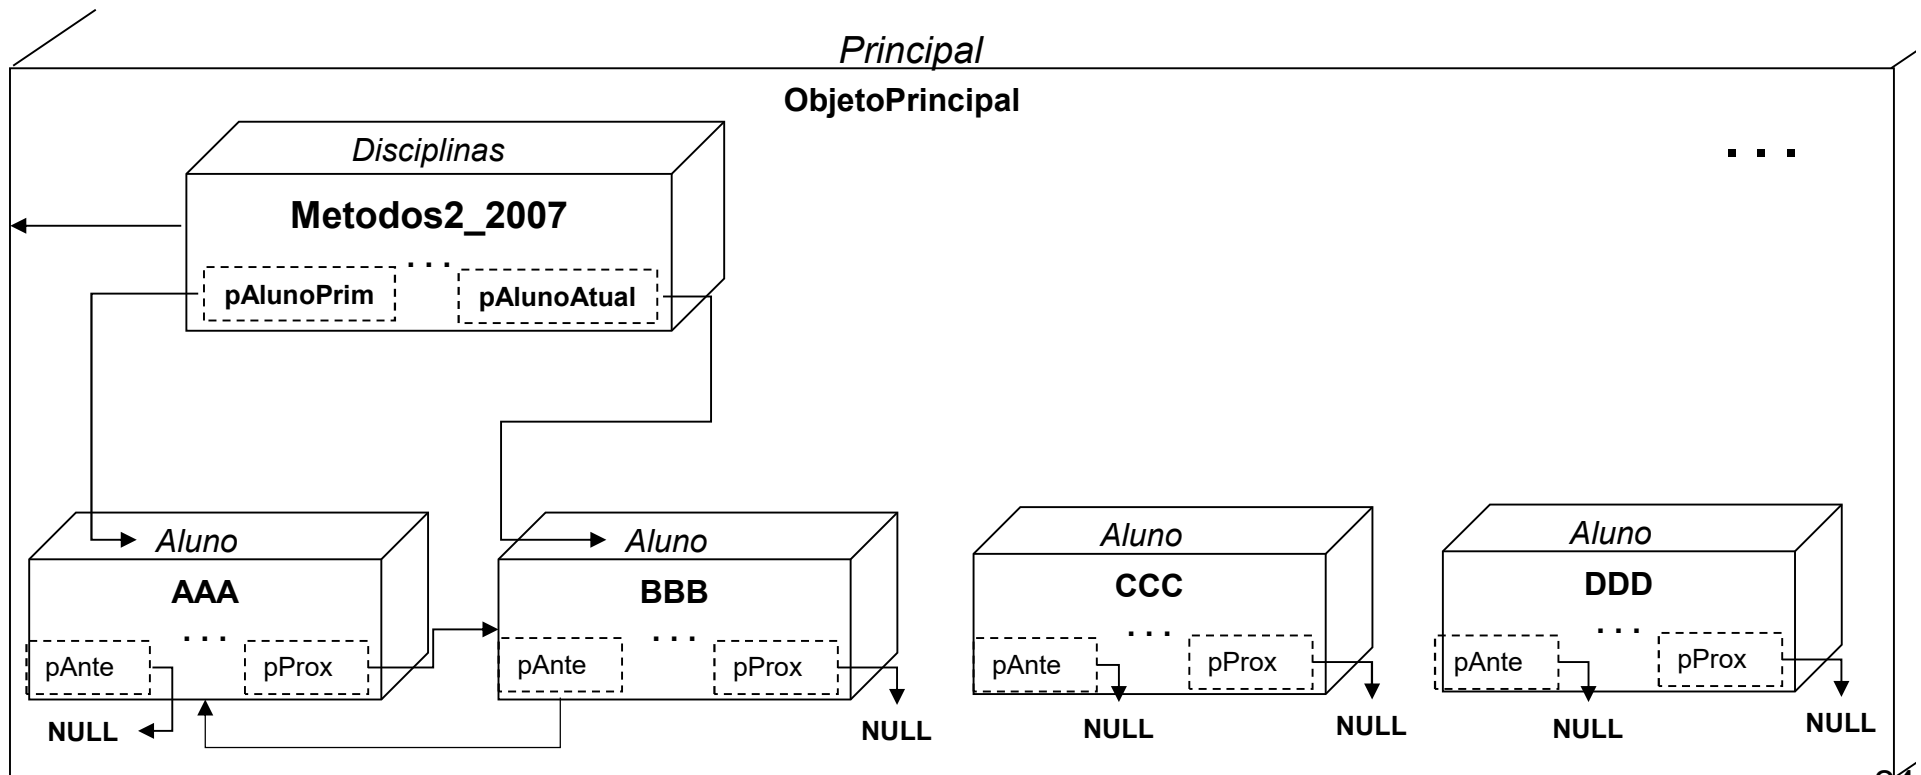 Principal
ObjetoPrincipal
. . .
Disciplinas
Metodos2_2007
. . .
pAlunoPrim
pAlunoAtual
Aluno
AAA
. . .
pAnte
pProx
NULL
Aluno
BBB
. . .
pAnte
pProx
NULL
Aluno
CCC
. . .
pAnte
pProx
NULL
NULL
Aluno
DDD
. . .
pAnte
pProx
NULL
NULL